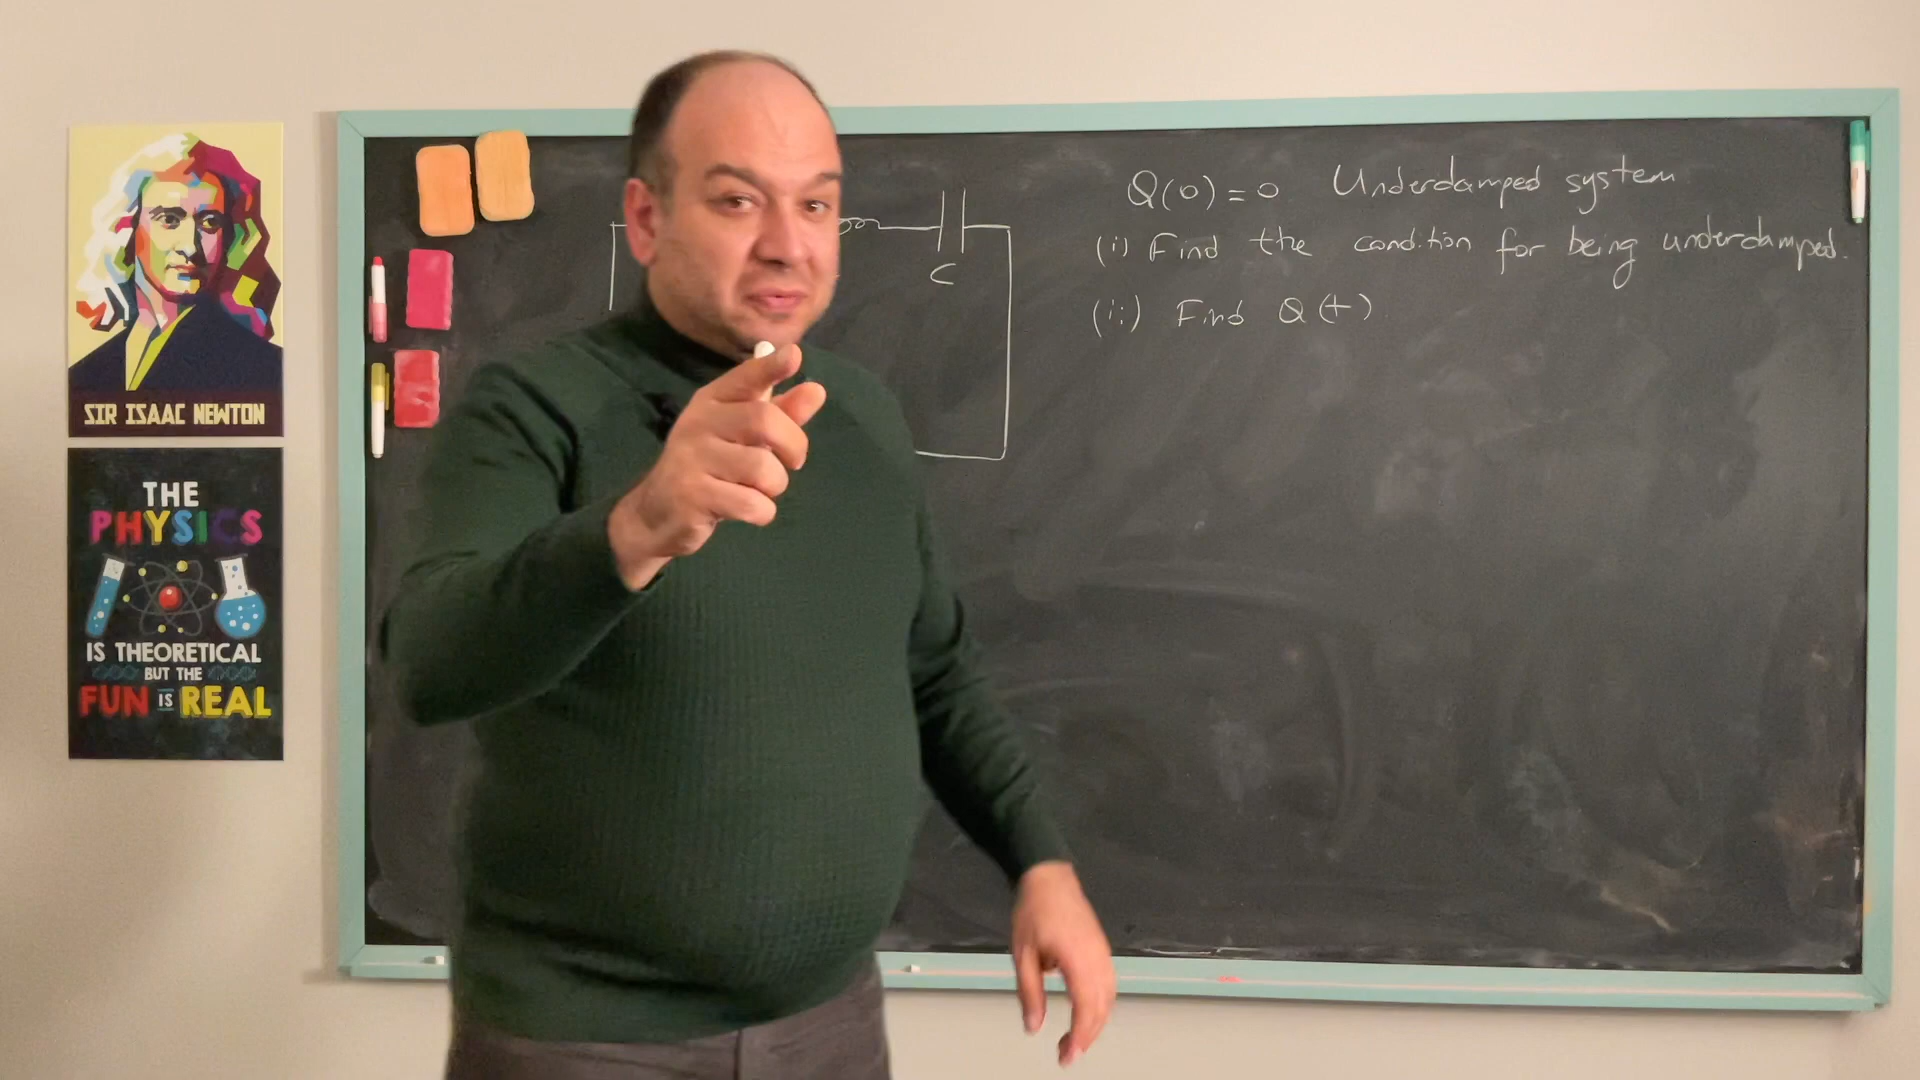 SIR ISAAC NEWTON
THE
PHYSICS
IS THEORETICAL
BUT THE
FUN IS REAL
C
Q(0) = 0 Underdamped system
(i) Find the condition for being underdamped.
(ii) Find Q(t)